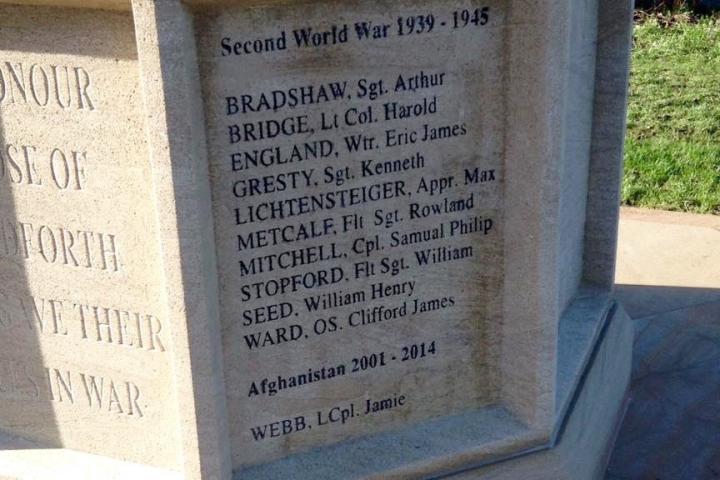 ONOUR
OSE OF
DFORTH
WE THEIR
IN WAR
Second World War 1939 - 1945
BRADSHAW, Sgt. Arthur
BRIDGE, Lt Col. Harold
ENGLAND, Wtr. Eric James
GRESTY, Sgt. Kenneth
LICHTENSTEIGER, Appr. Max
METCALF, Flt Sgt. Rowland
MITCHELL, Cpl. Samual Philip
STOPFORD, Flt Sgt. William
SEED, William Henry
WARD, OS. Clifford James
Afghanistan 2001 - 2014
WEBB, LCpl. Jamie